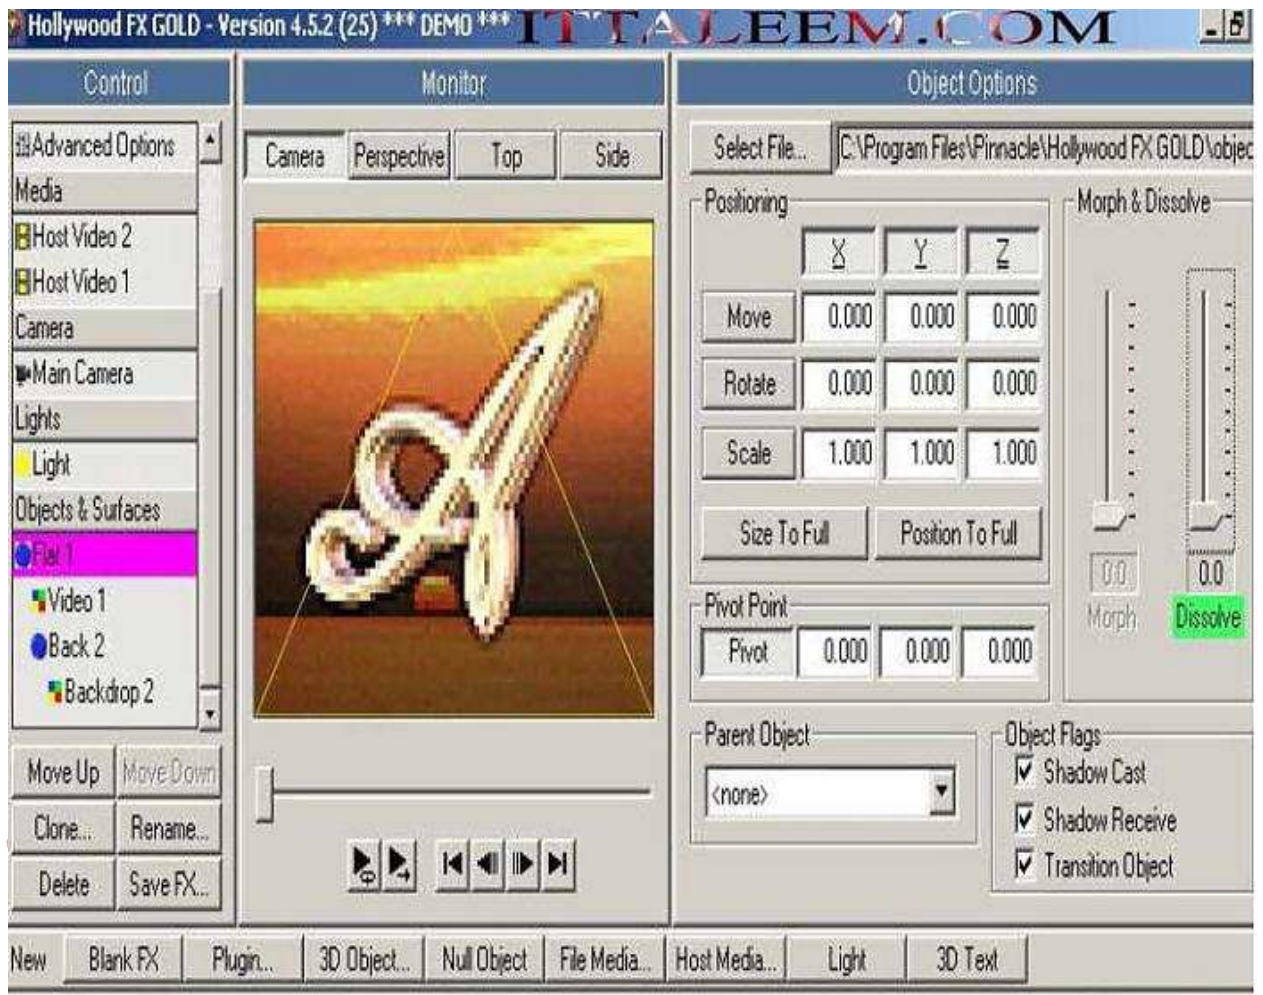 Hollywood FX GOLD - Version 4.5.2 (25) *** DEMO *** ITTALEEM.COM
Control
Advanced Options
Media
Host Video 2
Host Video 1
Camera
Main Camera
Lights
Light
Objects & Surfaces
Flat 1
Video 1
Back 2
Backdrop 2
Move Up Move Down
Clone... Rename...
Delete Save FX...
Monitor
Camera Perspective Top Side
Object Options
Select File... C:\Program Files\Pinnacle\Hollywood FX GOLD\objec
Positioning
X Y Z
Move 0.000 0.000 0.000
Rotate 0.000 0.000 0.000
Scale 1.000 1.000 1.000
Size To Full Position To Full
Pivot Point
Pivot 0.000 0.000 0.000
Morph & Dissolve
0.0 0.0
Morph Dissolve
Parent Object
<none>
Object Flags
Shadow Cast
Shadow Receive
Transition Object
New Blank FX Plugin... 3D Object... Null Object File Media... Host Media... Light 3D Text